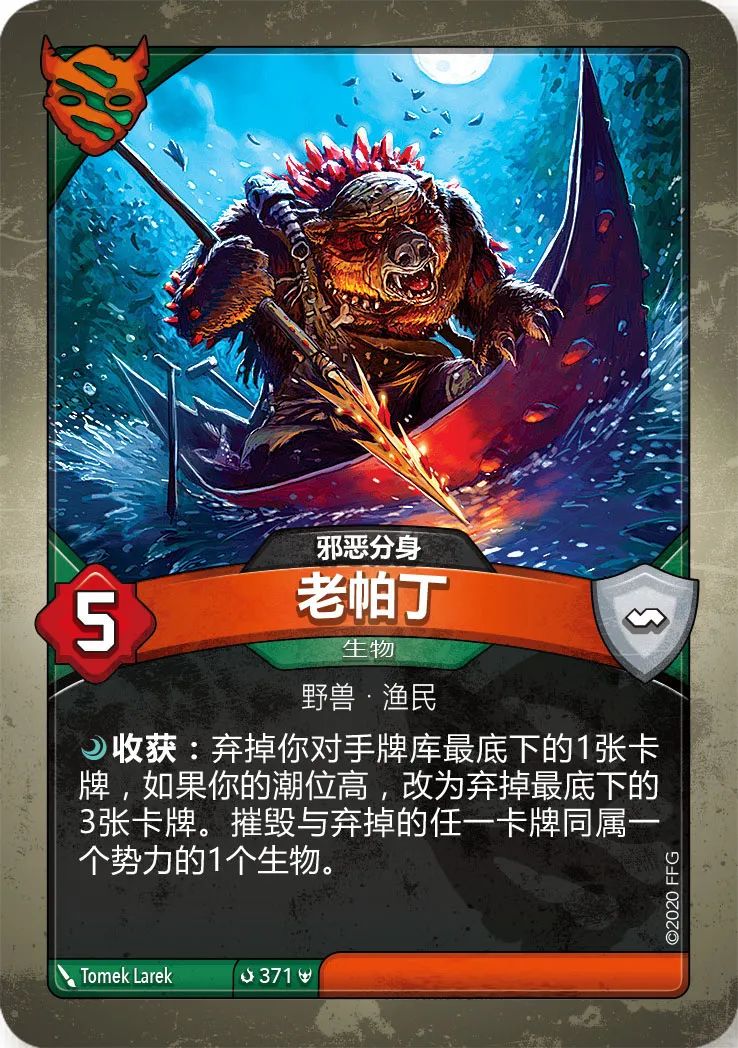 邪恶分身
老帕丁
5
~
生物
野兽 · 渔民
收获：弃掉你对手牌库最底下的1张卡
牌，如果你的潮位高，改为弃掉最底下的
3张卡牌。摧毁与弃掉的任一卡牌同属一
个势力的1个生物。
©2020 FFG
Tomek Larek
371